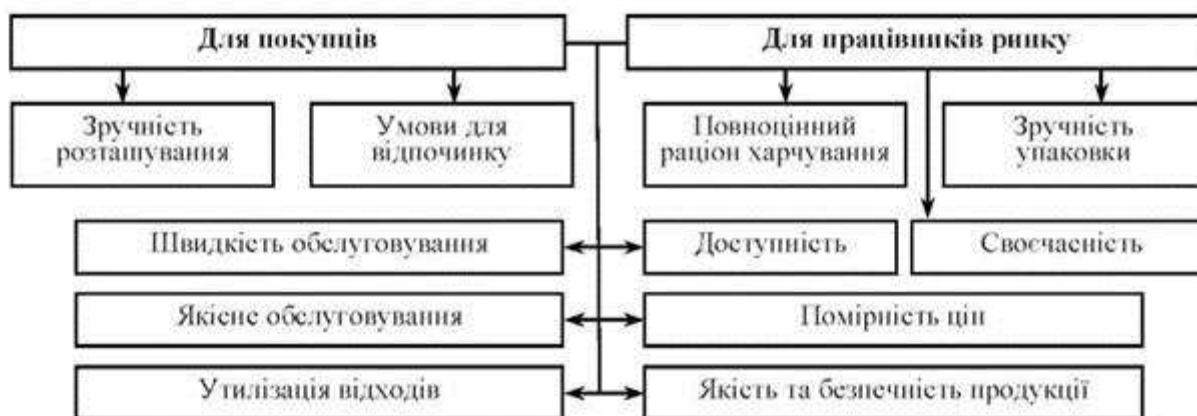 Для покупців
Для працівників ринку
Зручність
розташування
Умови для
відпочинку
Повноцінний
раціон харчування
Зручність
упаковки
Швидкість обслуговування
Доступність
Своєчасність
Якісне обслуговування
Помірність цін
Утилізація відходів
Якість та безпечність продукції